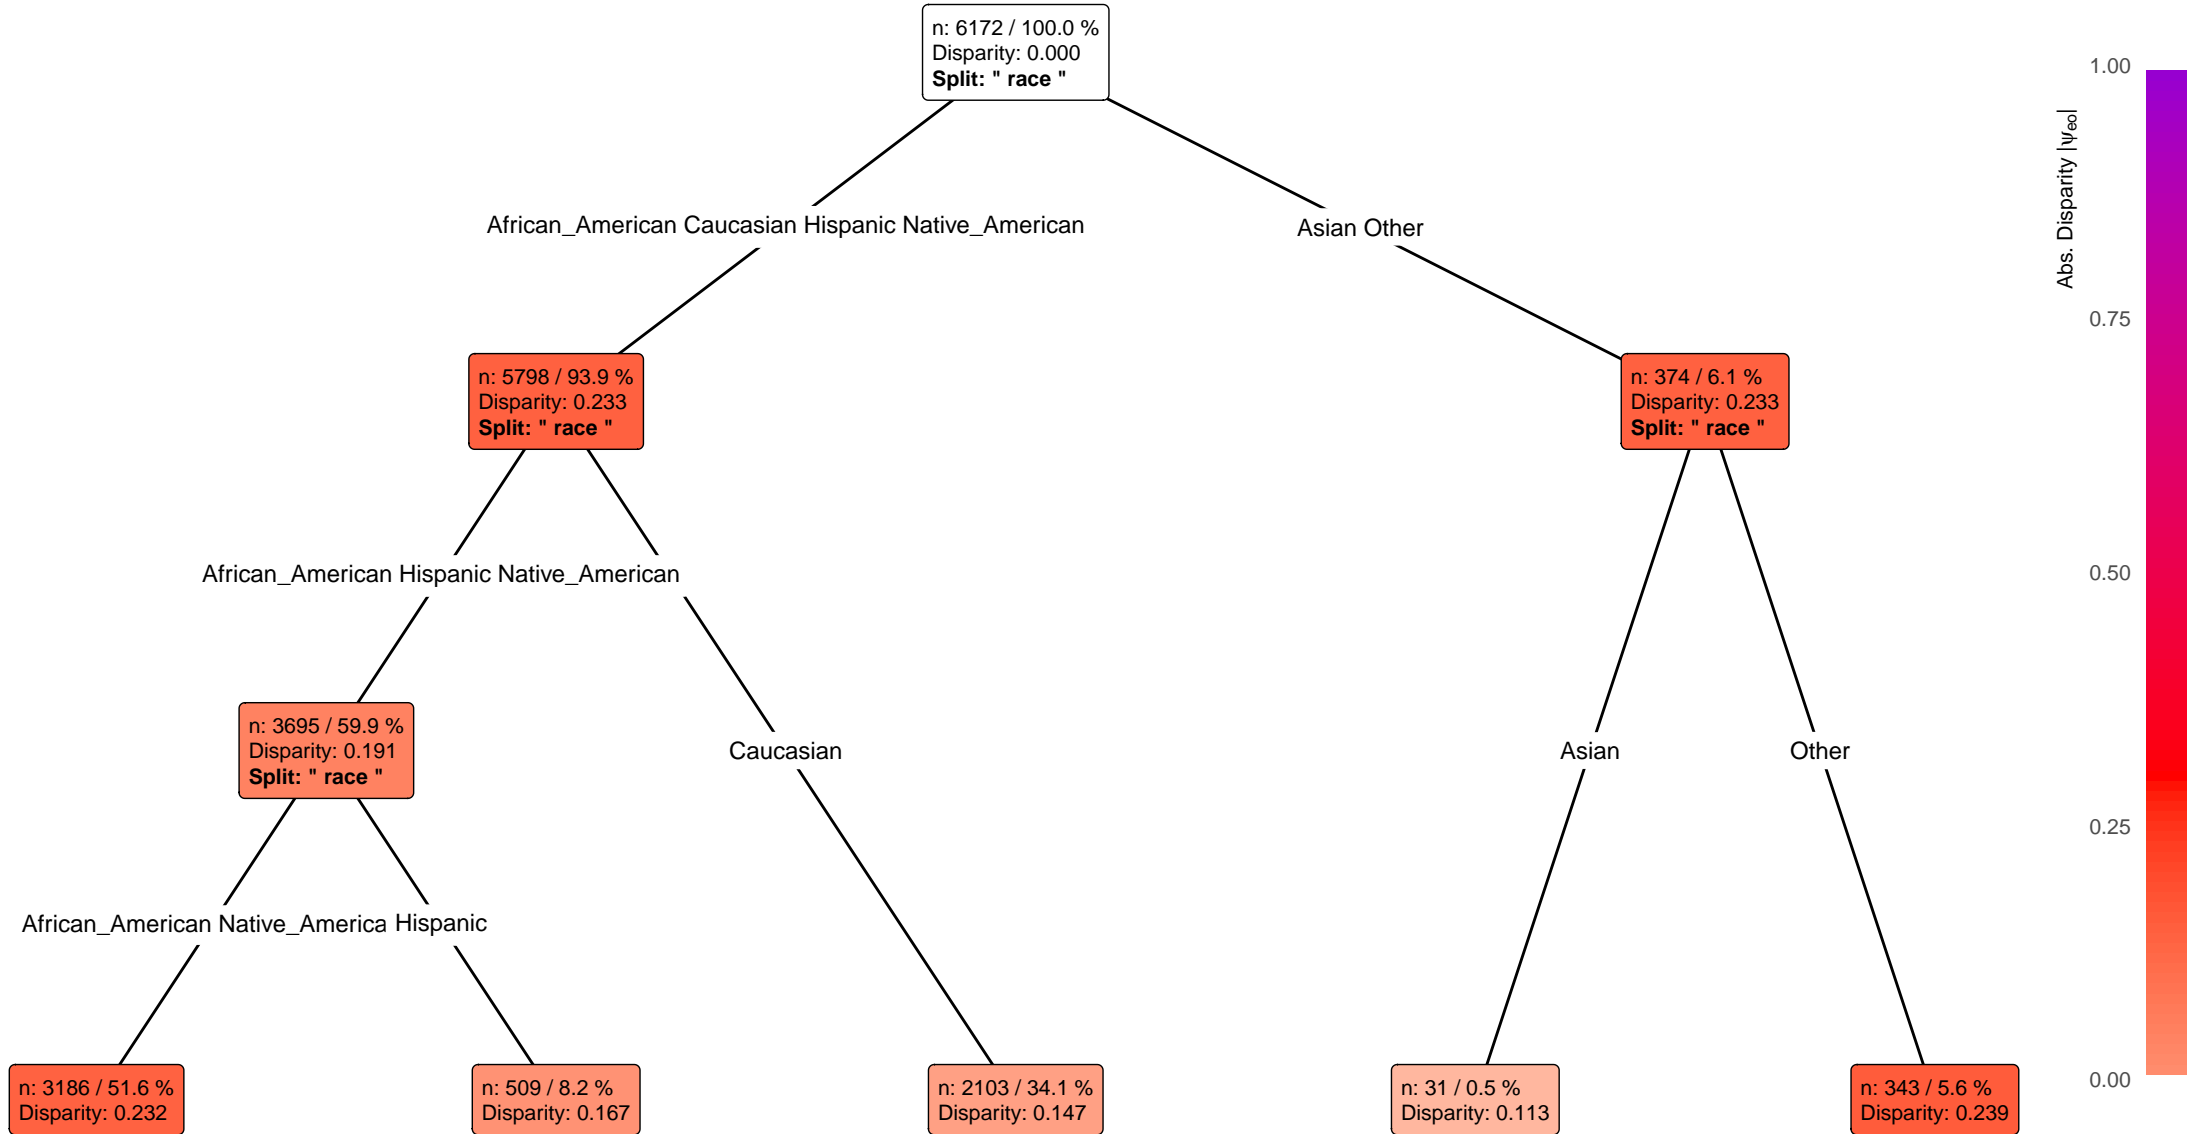 n: 6172 / 100.0 %
Disparity: 0.000
Split: " race "
1.00
Abs. Disparity |ψeo|
African_American Caucasian Hispanic Native_American
Asian Other
0.75
n: 5798 / 93.9 %
Disparity: 0.233
Split: " race "
n: 374 / 6.1 %
Disparity: 0.233
Split: " race "
African_American Hispanic Native_American
0.50
n: 3695 / 59.9 %
Disparity: 0.191
Split: " race "
Caucasian
Asian
Other
0.25
African_American Native_America
Hispanic
n: 3186 / 51.6 %
Disparity: 0.232
n: 509 / 8.2 %
Disparity: 0.167
n: 2103 / 34.1 %
Disparity: 0.147
n: 31 / 0.5 %
Disparity: 0.113
n: 343 / 5.6 %
Disparity: 0.239
0.00